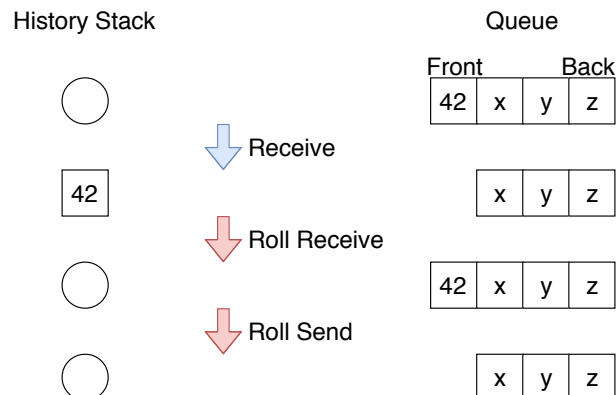 History Stack Queue
Front Back
42 x y z
Receive
42 x y z
Roll Receive
42 x y z
Roll Send
x y z